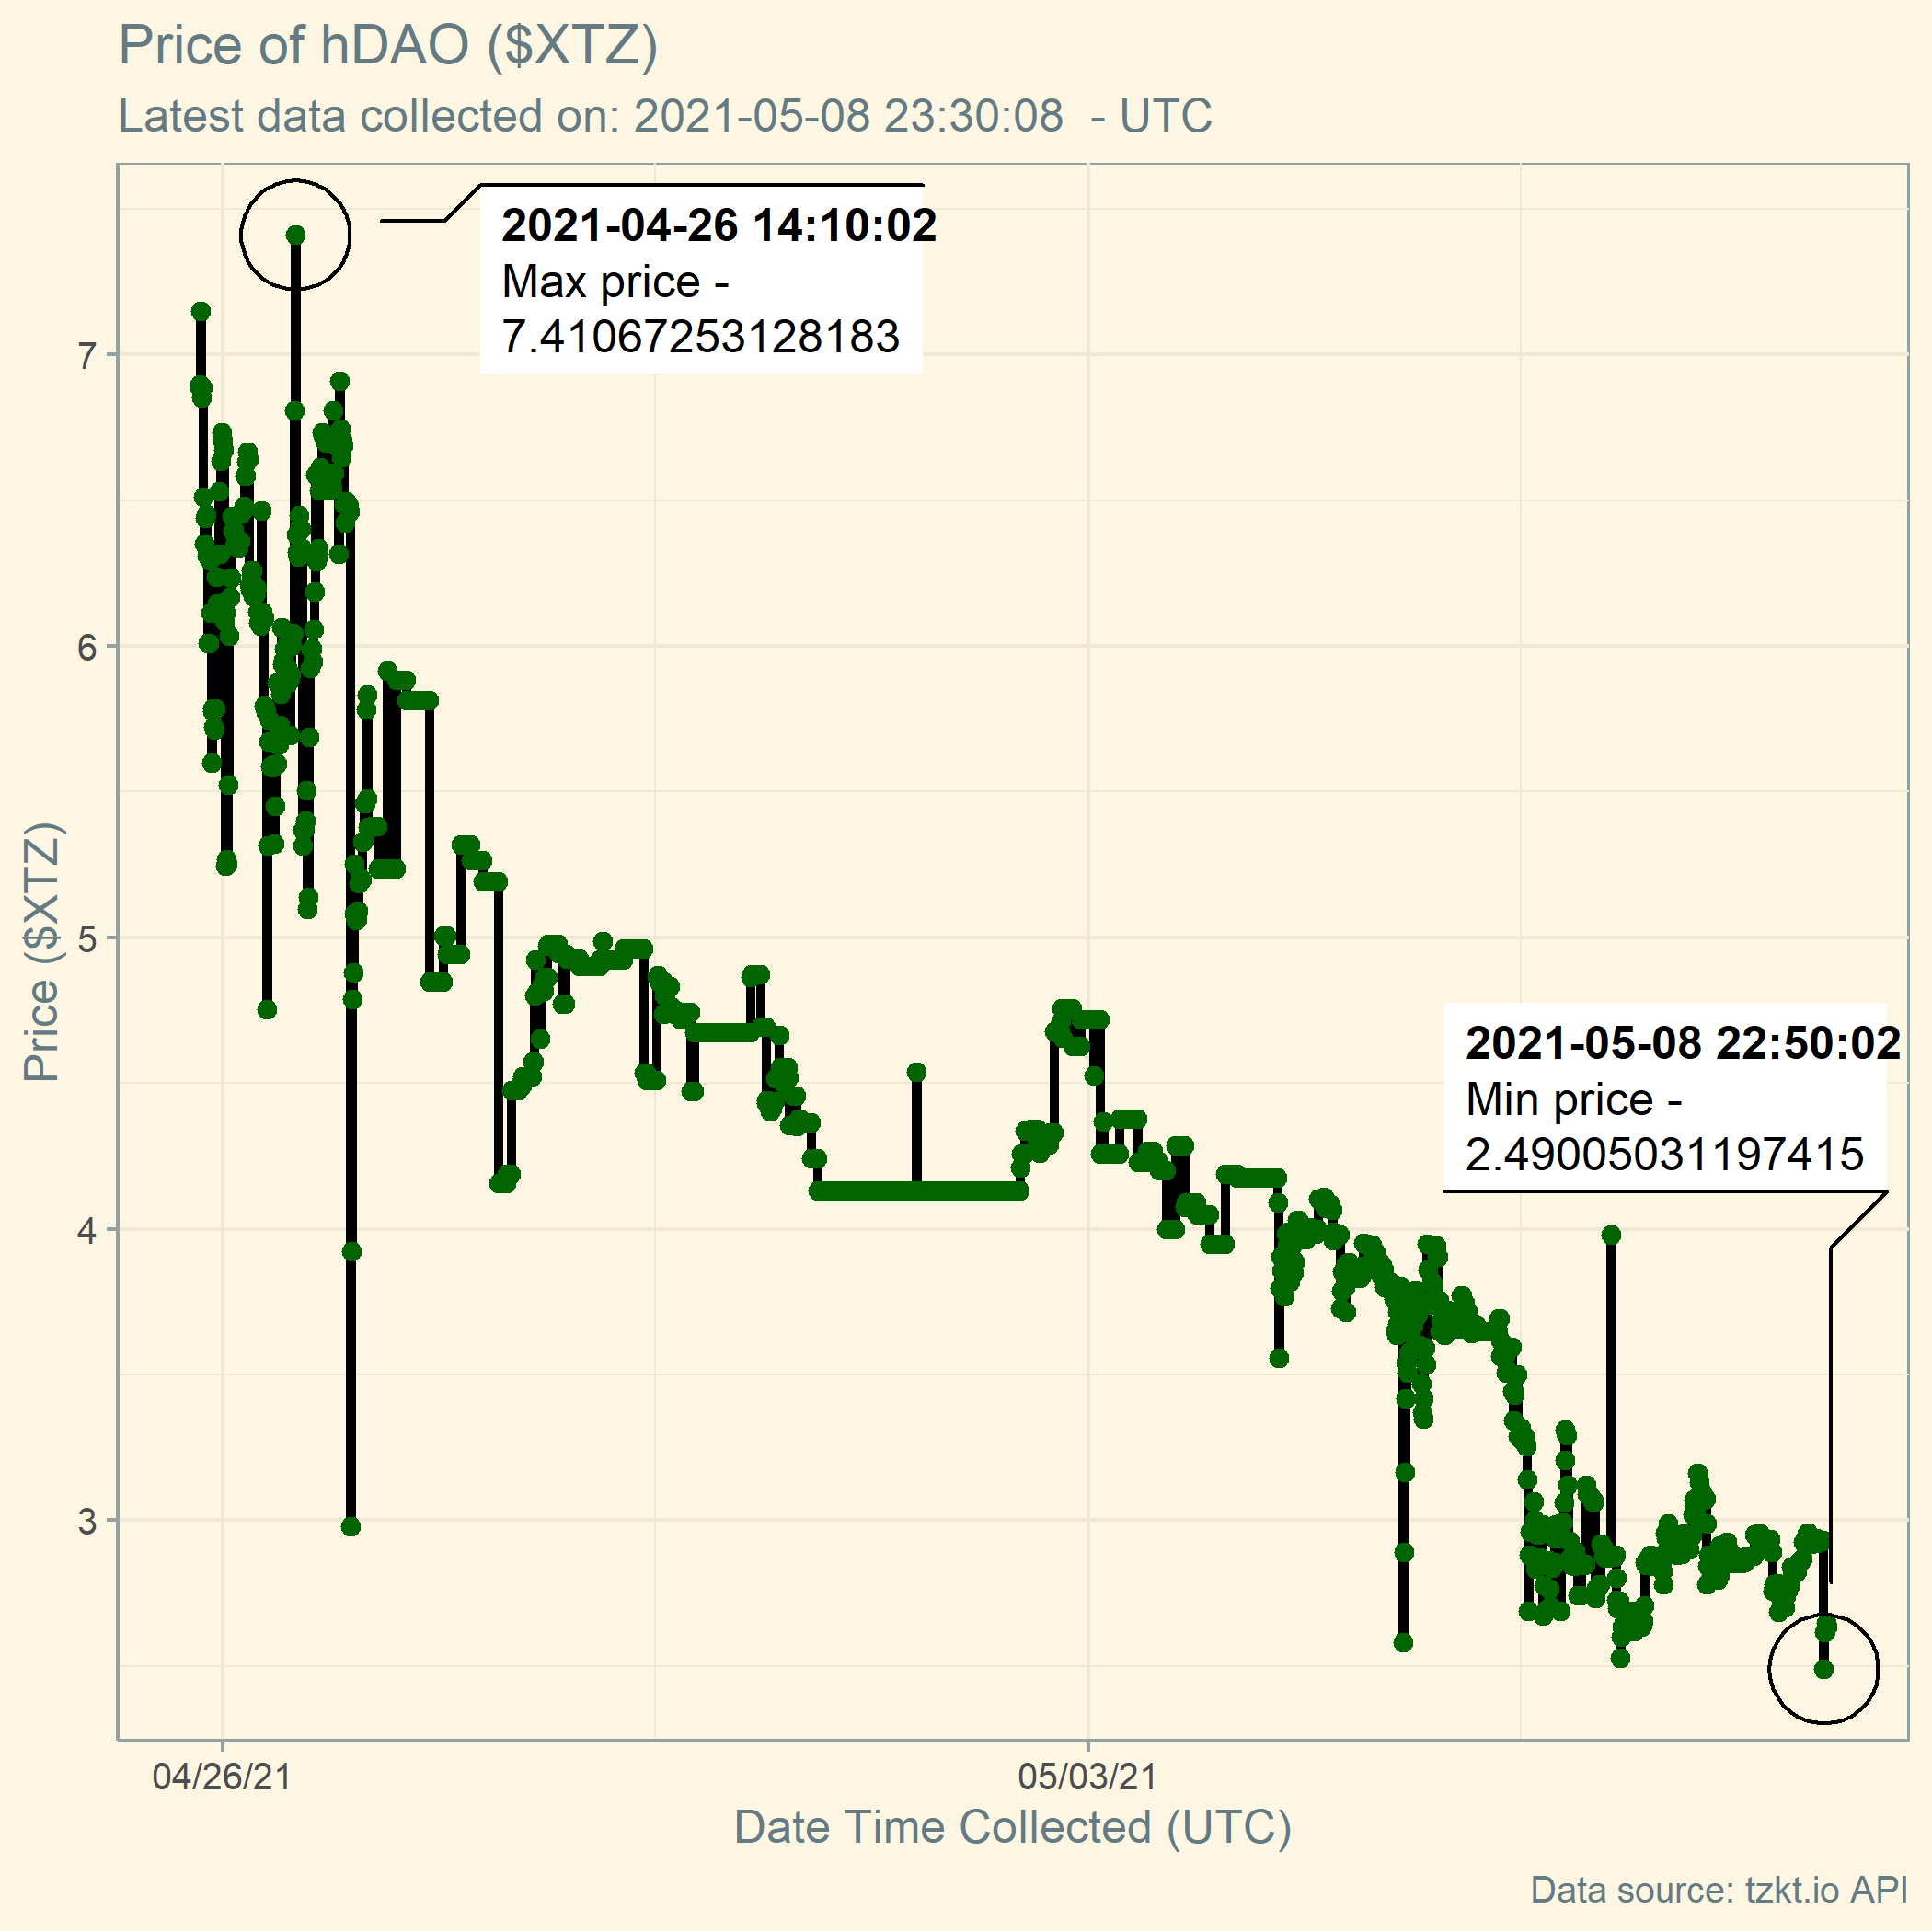 Price of hDAO ($XTZ)
Latest data collected on: 2021-05-08 23:30:08  - UTC
2021-04-26 14:10:02
Max price -
7.41067253128183
7
6
5
4
3
Price ($XTZ)
2021-05-08 22:50:02
Min price -
2.49005031197415
04/26/21
05/03/21
Date Time Collected (UTC)
Data source: tzkt.io API